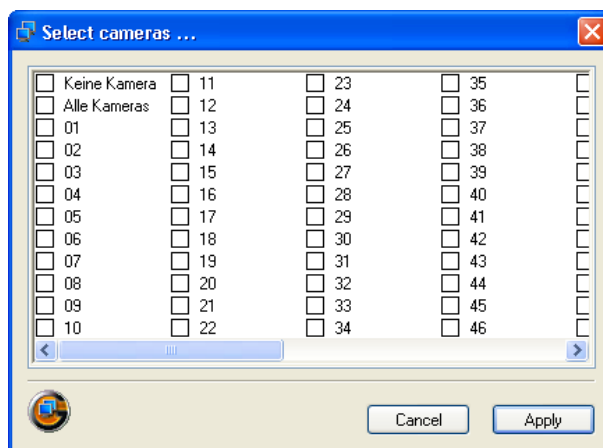 Select cameras ...
Keine Kamera 11 23 35
Alle Kameras 12 24 36
01 13 25 37
02 14 26 38
03 15 27 39
04 16 28 40
05 17 29 41
06 18 30 42
07 19 31 43
08 20 32 44
09 21 33 45
10 22 34 46
Cancel Apply